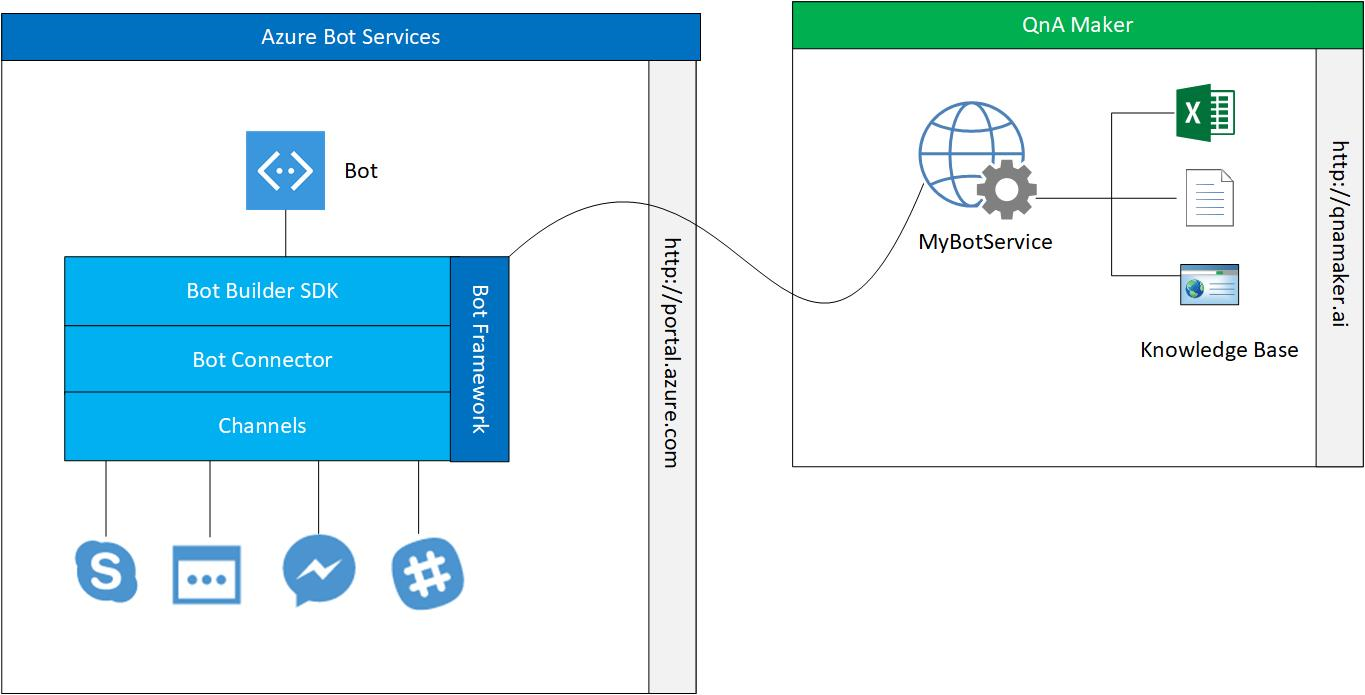 Azure Bot Services
Bot
Bot Builder SDK
Bot Connector
Channels
Bot Framework
http://portal.azure.com
QnA Maker
X
MyBotService
Knowledge Base
http://qnamaker.ai
S
#